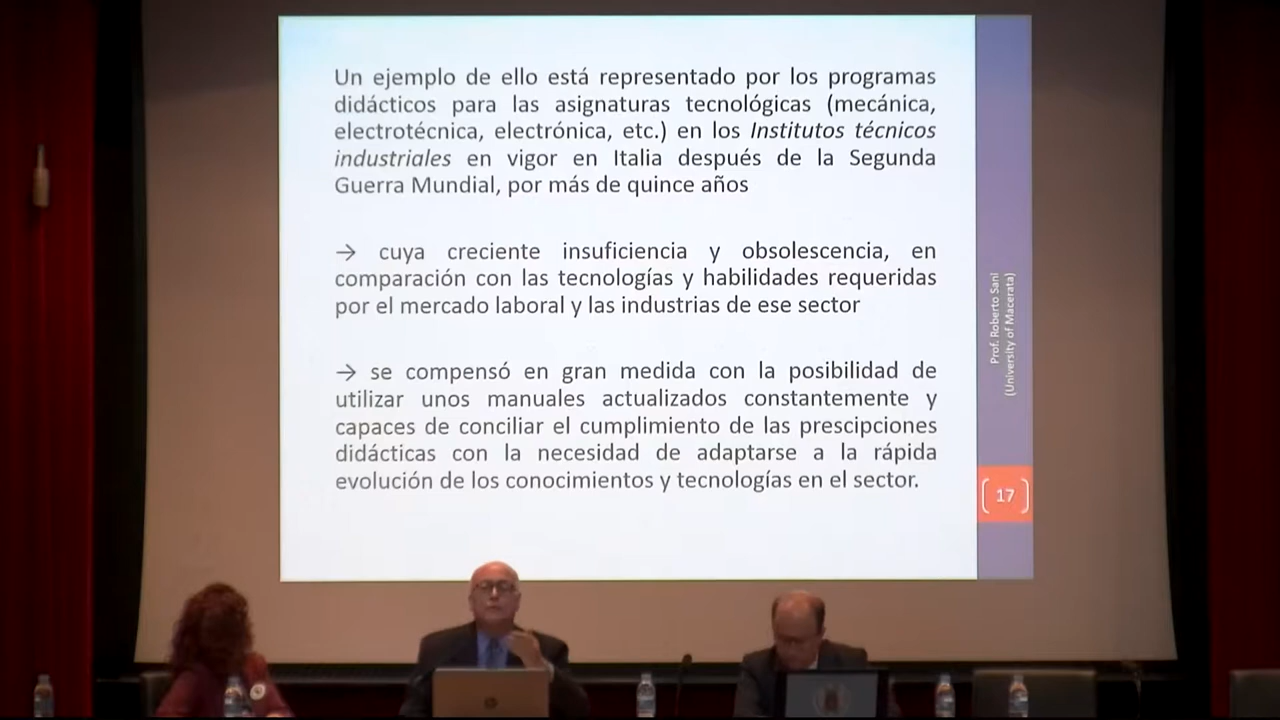 Un ejemplo de ello está representado por los programas
didácticos para las asignaturas tecnológicas (mecánica,
electrotécnica, electrónica, etc.) en los Institutos técnicos
industriales en vigor en Italia después de la Segunda
Guerra Mundial, por más de quince años
→ cuya creciente insuficiencia y obsolescencia, en
comparación con las tecnologías y habilidades requeridas
por el mercado laboral y las industrias de ese sector
→ se compensó en gran medida con la posibilidad de
utilizar unos manuales actualizados constantemente y
capaces de conciliar el cumplimiento de las prescipciones
didácticas con la necesidad de adaptarse a la rápida
evolución de los conocimientos y tecnologías en el sector.
Prof. Roberto Sani
(University of Macerata)
17